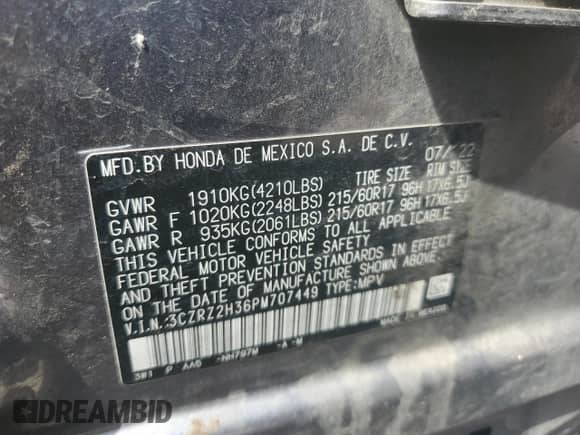 MFD. BY HONDA DE MEXICO S.A. DE C.V. 07/22
TIRE SIZE RIM SIZE
GVWR 1910KG(4210LBS)
GAWR F 1020KG(2248LBS) 215/60R17 96H 17X6.5J
GAWR R 935KG(2061LBS) 215/60R17 96H 17X6.5J
THIS VEHICLE CONFORMS TO ALL APPLICABLE
FEDERAL MOTOR VEHICLE SAFETY
AND THEFT PREVENTION STANDARDS IN EFFECT
ON THE DATE OF MANUFACTURE SHOWN ABOVE.
V.I.N.:3CZRZ2H36PM707449 TYPE:MPV
MADE IN MEXICO
3B1 P AAD -NH797M -A -M
DREAMBID